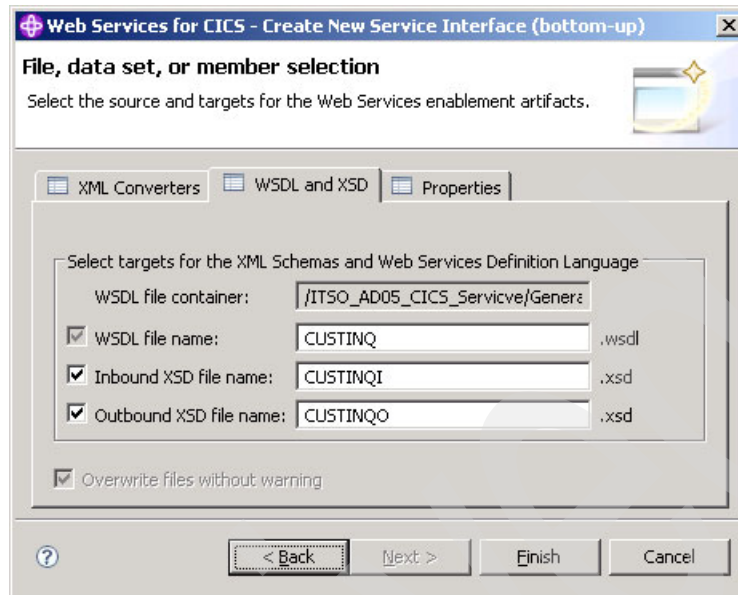 Web Services for CICS - Create New Service Interface (bottom-up)
File, data set, or member selection
Select the source and targets for the Web Services enablement artifacts.
XML Converters WSDL and XSD Properties
Select targets for the XML Schemas and Web Services Definition Language
WSDL file container: /ITSO_AD05_CICS_Servicve/Genera
WSDL file name: CUSTINQ .wsdl
Inbound XSD file name: CUSTINQI .xsd
Outbound XSD file name: CUSTINQO .xsd
Overwrite files without warning
? < Back Next > Finish Cancel